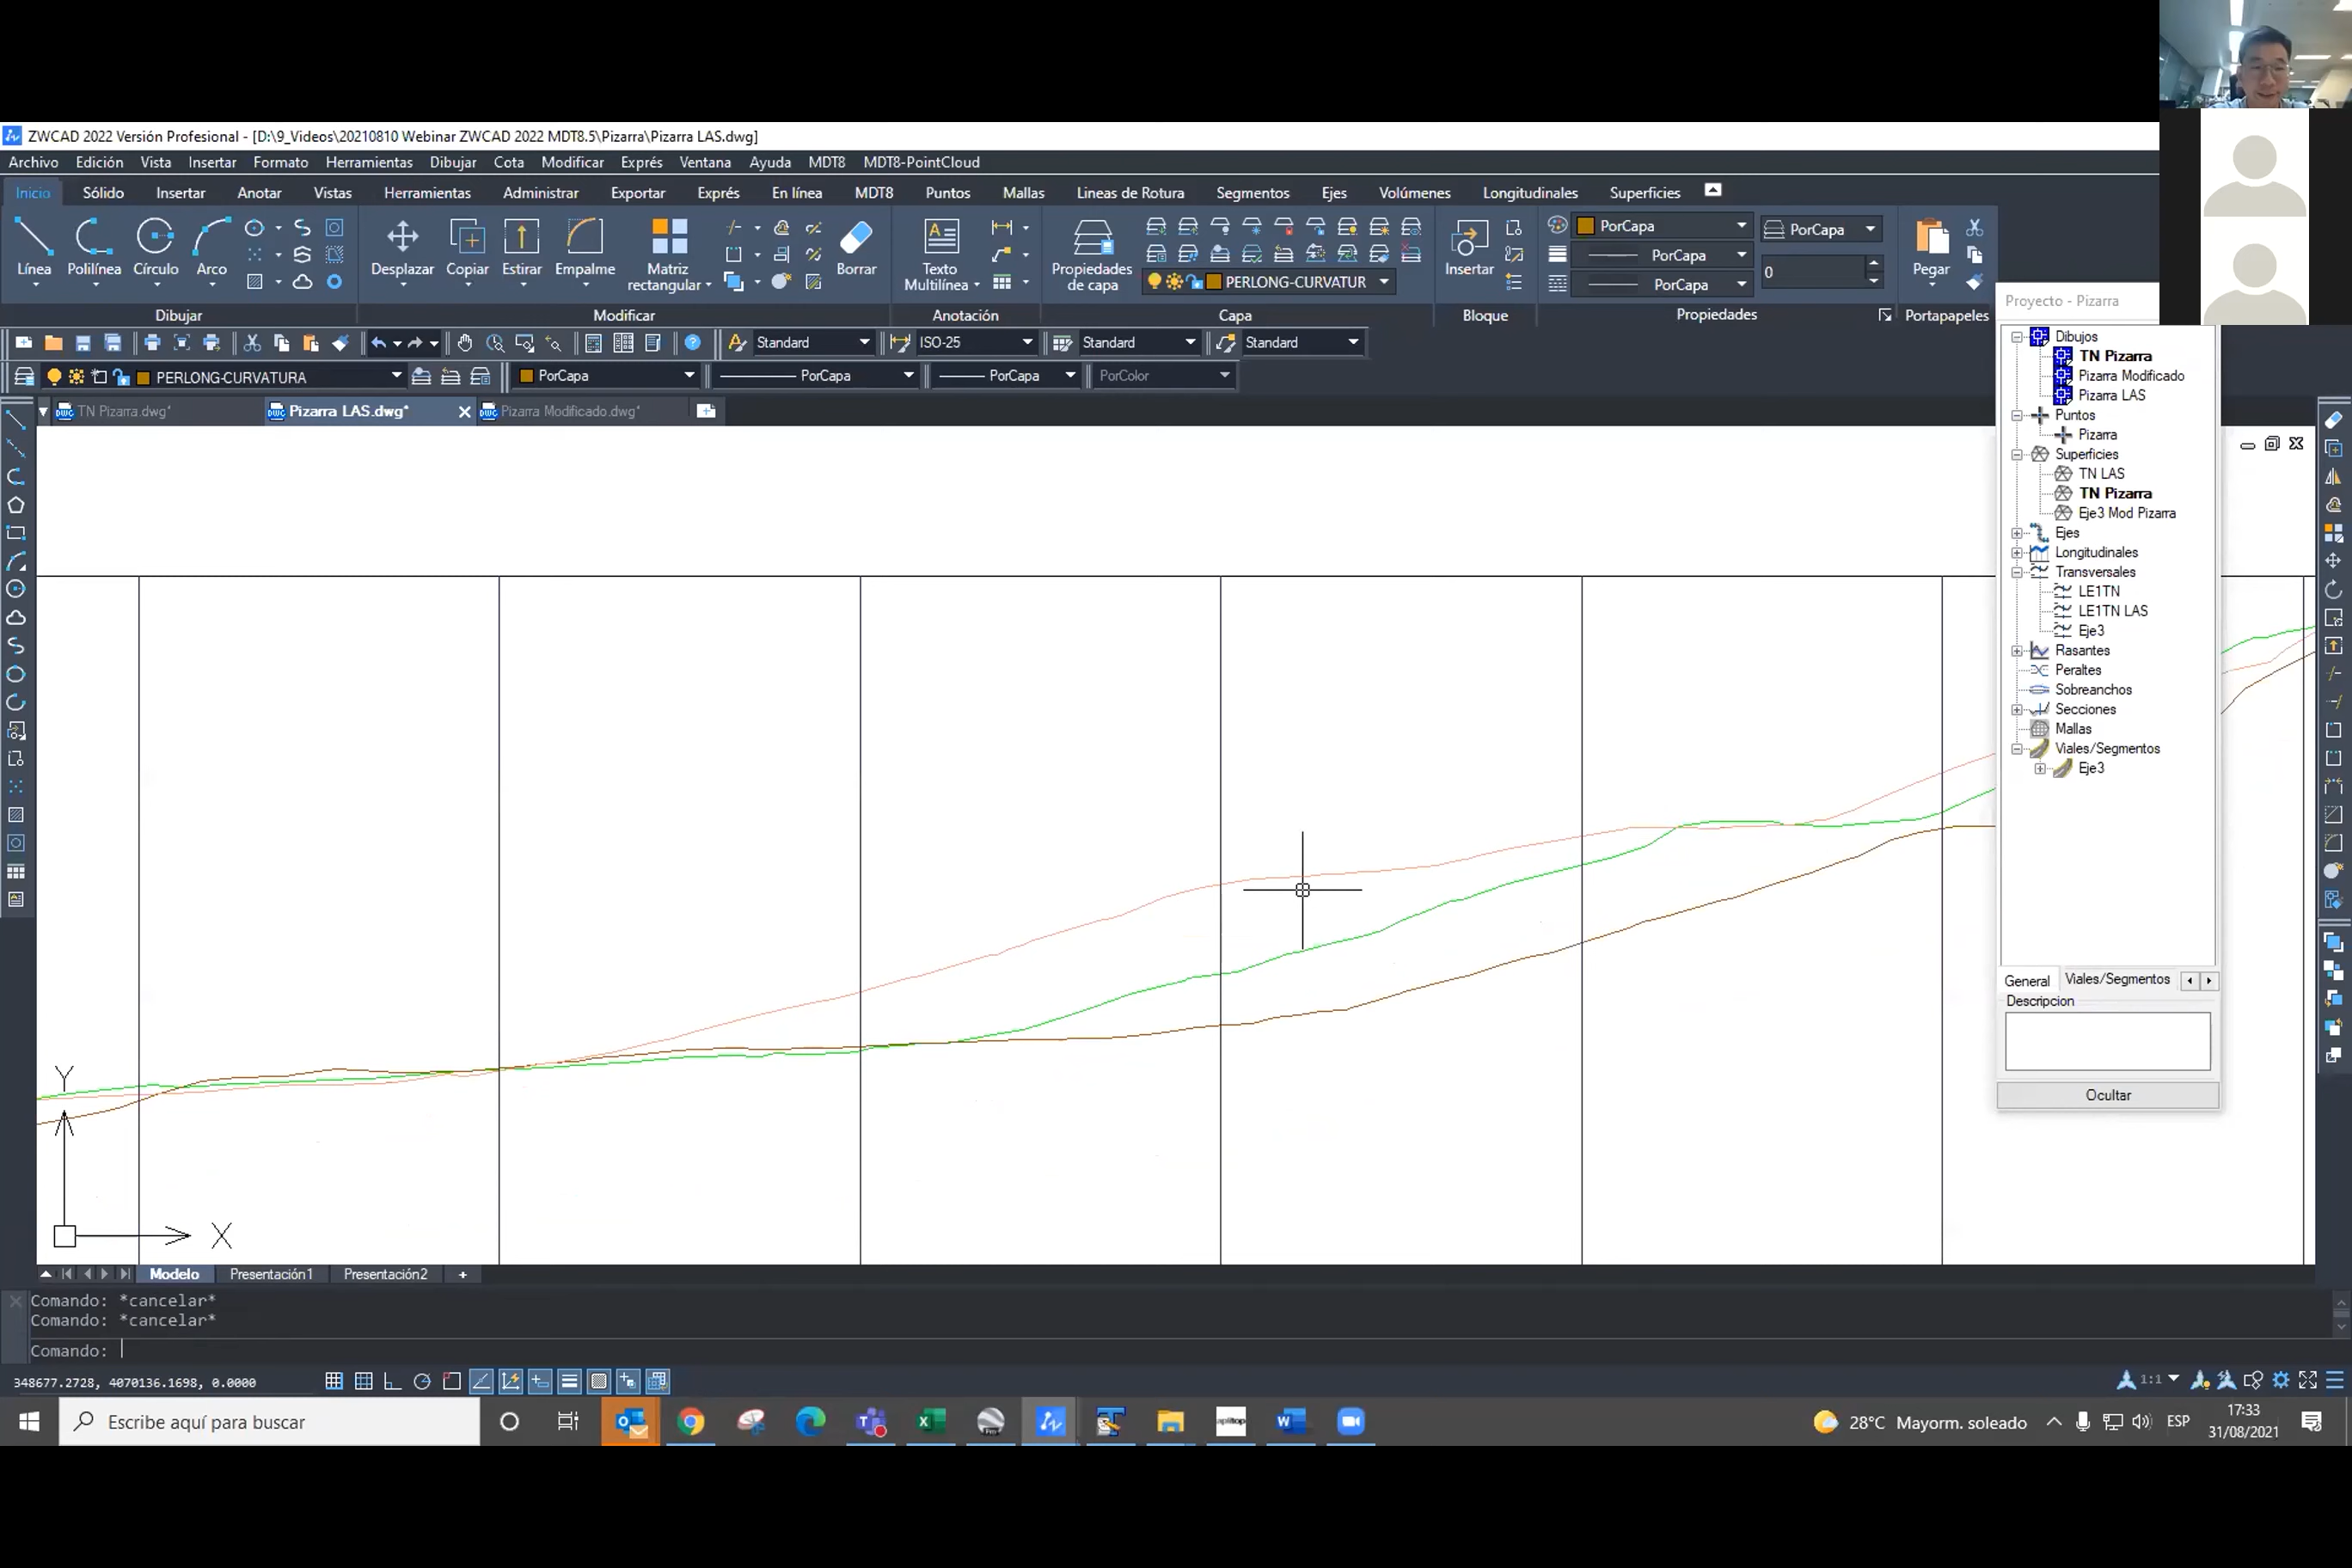 ZWCAD 2022 Versión Profesional - [D:\9_Videos\20210810 Webinar ZWCAD 2022 MDT8.5\Pizarra\Pizarra LAS.dwg]
Archivo Edición Vista Insertar Formato Herramientas Dibujar Cota Modificar Exprés Ventana Ayuda MDT8 MDT8-PointCloud
Inicio Sólido Insertar Anotar Vistas Herramientas Administrar Exportar Exprés En línea MDT8 Puntos Mallas Lineas de Rotura Segmentos Ejes Volúmenes Longitudinales Superficies
Línea Polilínea Círculo Arco
Dibujar
Desplazar Copiar Estirar Empalme Matriz rectangular Borrar
Modificar
Texto Multilínea
Anotación
Propiedades de capa
PERLONG-CURVATUR
Capa
Insertar
Bloque
PorCapa
PorCapa
PorCapa
PorCapa
0
Propiedades
Pegar
Portapapeles
Standard ISO-25 Standard Standard
PERLONG-CURVATURA PorCapa PorCapa PorCapa PorColor
TN Pizarra.dwg* Pizarra LAS.dwg* Pizarra Modificado.dwg*
Proyecto - Pizarra
Dibujos
TN Pizarra
Pizarra Modificado
Pizarra LAS
Puntos
Pizarra
Superficies
TN LAS
TN Pizarra
Eje3 Mod Pizarra
Ejes
Longitudinales
Transversales
LE1TN
LE1TN LAS
Eje3
Rasantes
Peraltes
Sobreanchos
Secciones
Mallas
Viales/Segmentos
Eje3
General Viales/Segmentos
Descripcion
Ocultar
Y
X
Modelo Presentación1 Presentación2 +
Comando: *cancelar*
Comando: *cancelar*
Comando:
348677.2728, 4070136.1698, 0.0000
1:1
Escribe aquí para buscar
aplitop
28°C Mayorm. soleado
ESP
17:33
31/08/2021